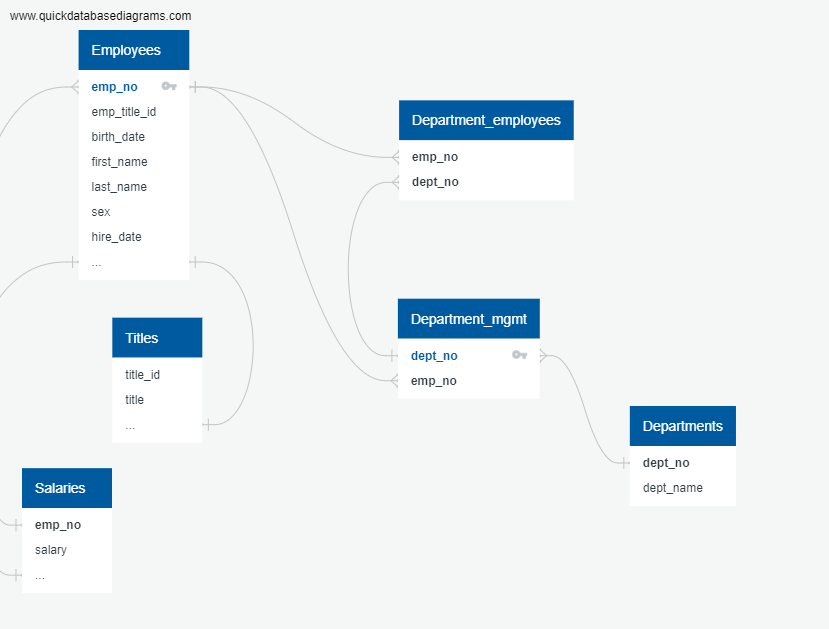 www.quickdatabasediagrams.com
Employees
emp_no
emp_title_id
birth_date
first_name
last_name
sex
hire_date
...
Department_employees
emp_no
dept_no
Titles
title_id
title
...
Department_mgmt
dept_no
emp_no
Departments
dept_no
dept_name
Salaries
emp_no
salary
...